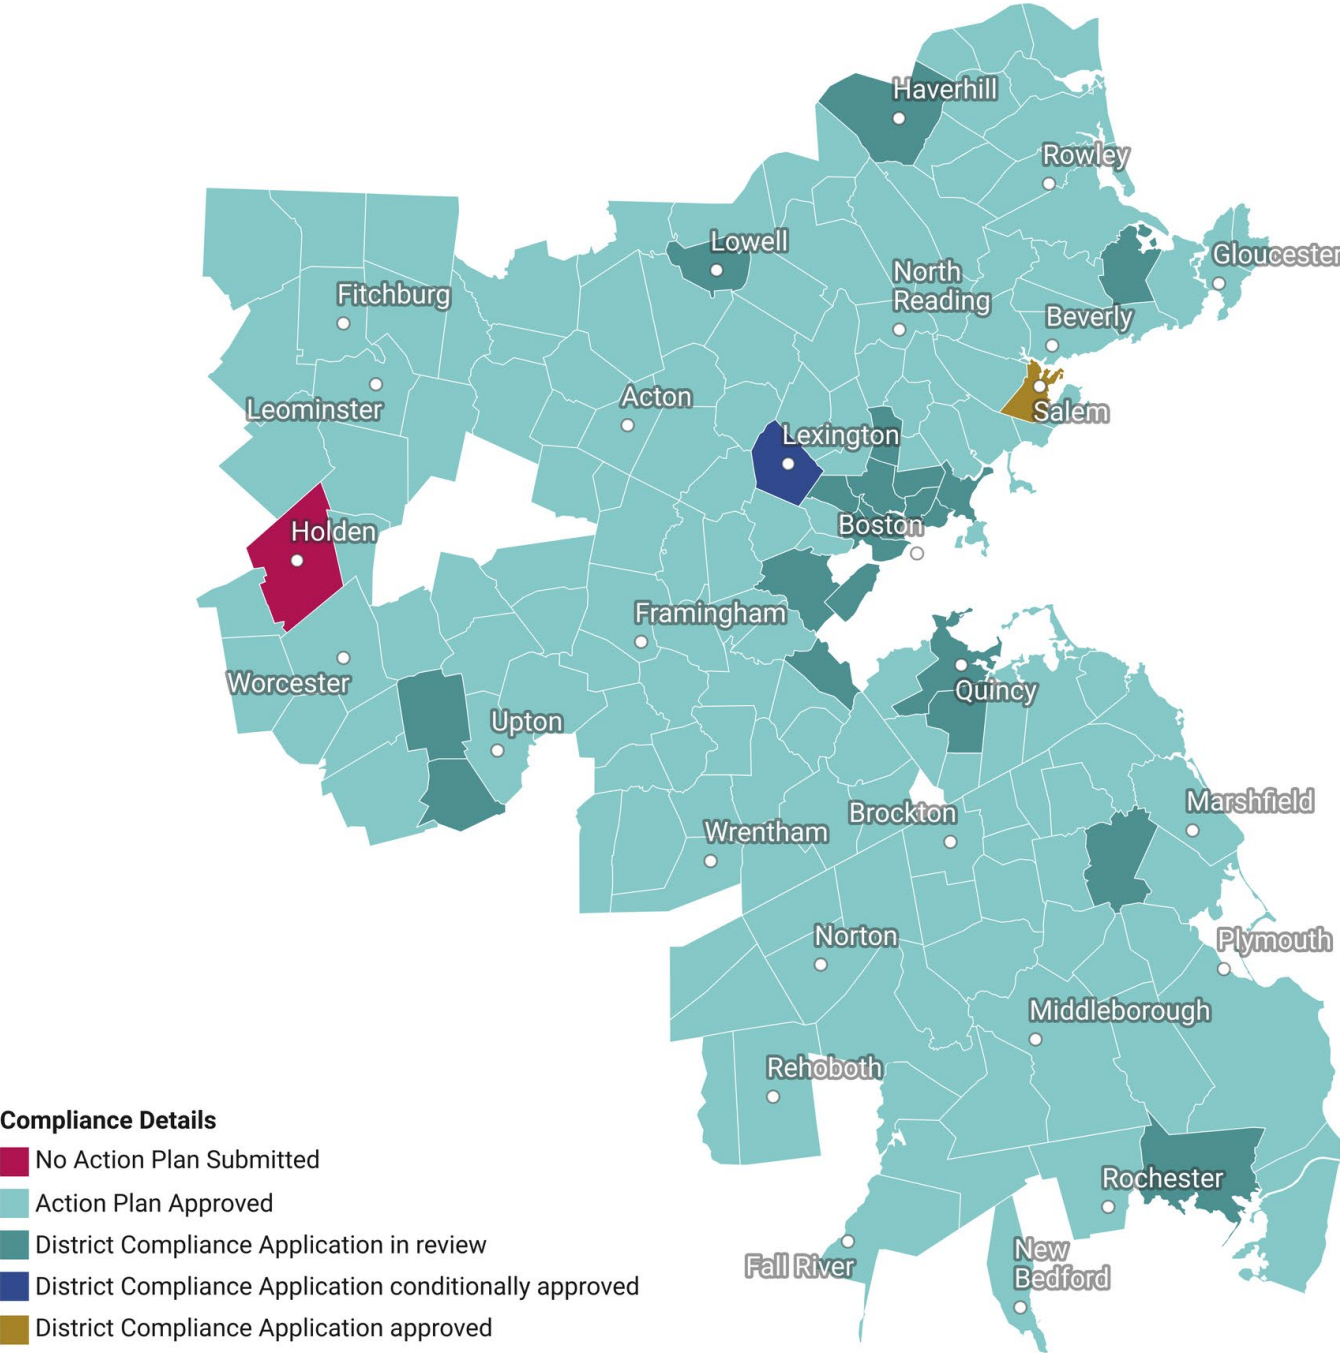 Haverhill
Rowley
Lowell
Gloucester
North
Reading
Fitchburg
Beverly
Acton
Leominster
Salem
Lexington
Boston
Holden
Framingham
Worcester
Quincy
Upton
Marshfield
Brockton
Wrentham
Norton
Plymouth
Middleborough
Rehoboth
Rochester
New
Bedford
Fall River
Compliance Details
No Action Plan Submitted
Action Plan Approved
District Compliance Application in review
District Compliance Application conditionally approved
District Compliance Application approved